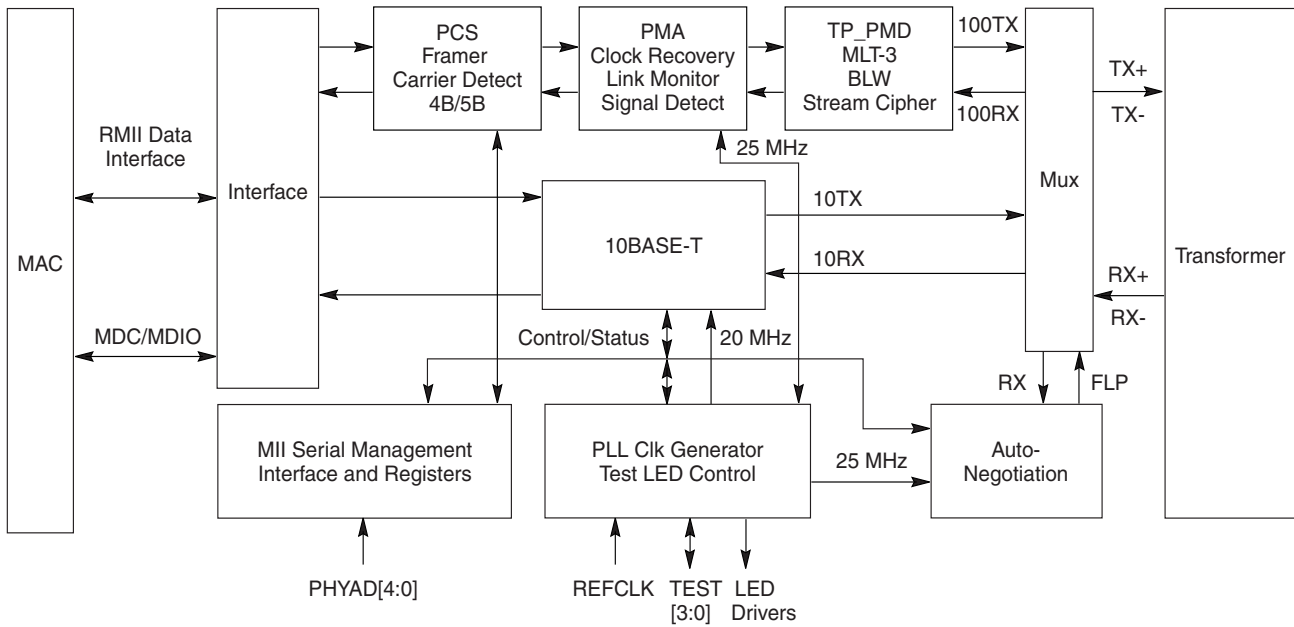 PCS
Framer
Carrier Detect
4B/5B
PMA
Clock Recovery
Link Monitor
Signal Detect
TP_PMD
MLT-3
BLW
Stream Cipher
100TX
100RX
TX+
TX-
RMII Data
Interface
Interface
25 MHz
Mux
10TX
10BASE-T
10RX
MAC
Transformer
RX+
RX-
MDC/MDIO
Control/Status
20 MHz
RX
FLP
MII Serial Management
Interface and Registers
PLL Clk Generator
Test LED Control
25 MHz
Auto-
Negotiation
PHYAD[4:0]
REFCLK
TEST
[3:0]
LED
Drivers